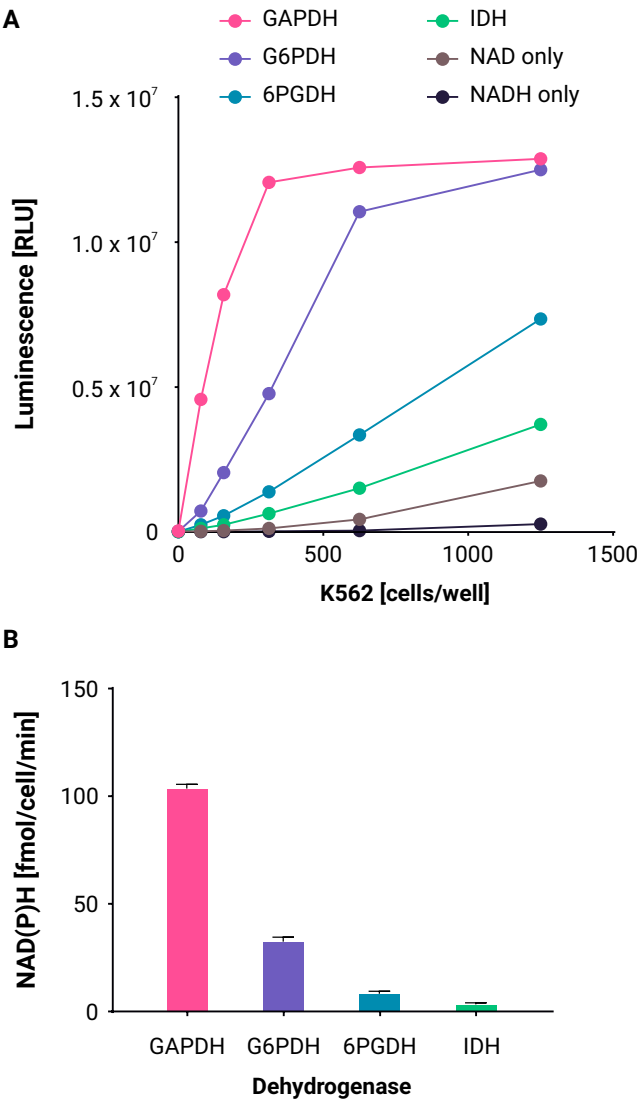 A
GAPDH
G6PDH
6PGDH
IDH
NAD only
NADH only
1.5 x 10⁷
1.0 x 10⁷
0.5 x 10⁷
0
Luminescence [RLU]
0 500 1000 1500
K562 [cells/well]
B
150
100
50
0
NAD(P)H [fmol/cell/min]
GAPDH G6PDH 6PGDH IDH
Dehydrogenase